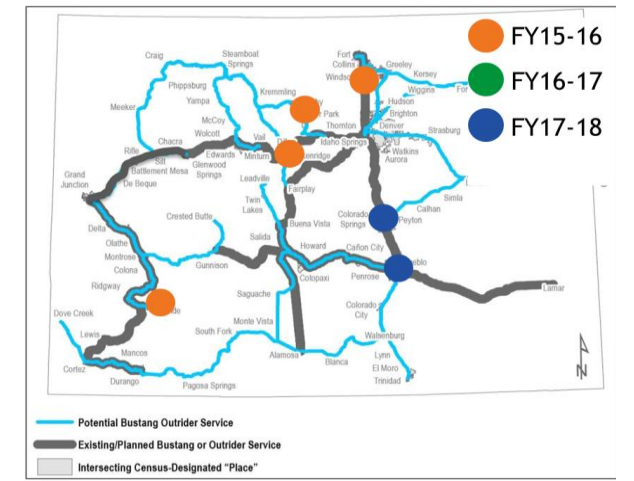 FY15-16
FY16-17
FY17-18
Craig
Steamboat
Springs
Fort
Collins
Greeley
Kersey
Wiggins
For
Hudson
Brighton
Phippsburg
Yampa
Kremmling
Park
Meeker
McCoy
Wolcott
Vail
Thornton
Denver
Strasburg
Idaho Springs
Watkins
Aurora
Chacra
Rifle
Silt
Edwards
Minturn
Glenwood
Springs
Battlement Mesa
De Beque
Grand
Junction
Leadville
Fairplay
Simla
Calhan
Twin
Lakes
Crested Butte
Buena Vista
Colorado
Springs
Peyton
Delta
Olathe
Montrose
Colona
Salida
Howard
Cañon City
Gunnison
Cotopaxi
Penrose
Ridgway
Lamar
Saguache
Colorado
City
Dove Creek
Lewis
Monte Vista
South Fork
Walsenburg
Mancos
Alamosa
Blanca
Lynn
Cortez
El Moro
Durango
Pagosa Springs
Trinidad
Potential Bustang Outrider Service
Existing/Planned Bustang or Outrider Service
Intersecting Census-Designated "Place"